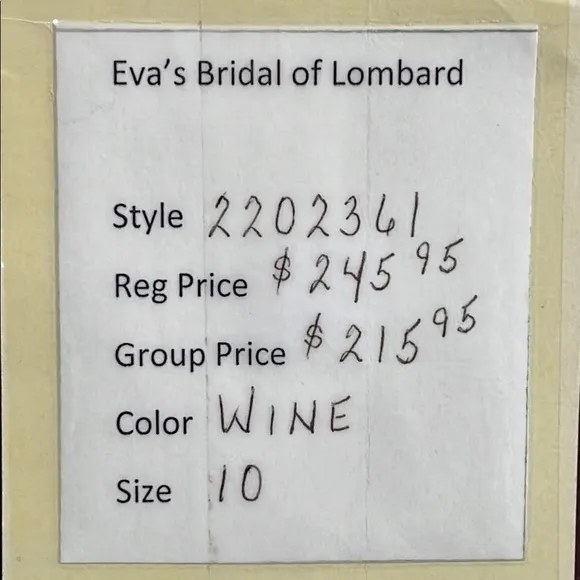 Eva's Bridal of Lombard
Style 2202361
Reg Price $245 95
Group Price $215 95
Color WINE
Size 10